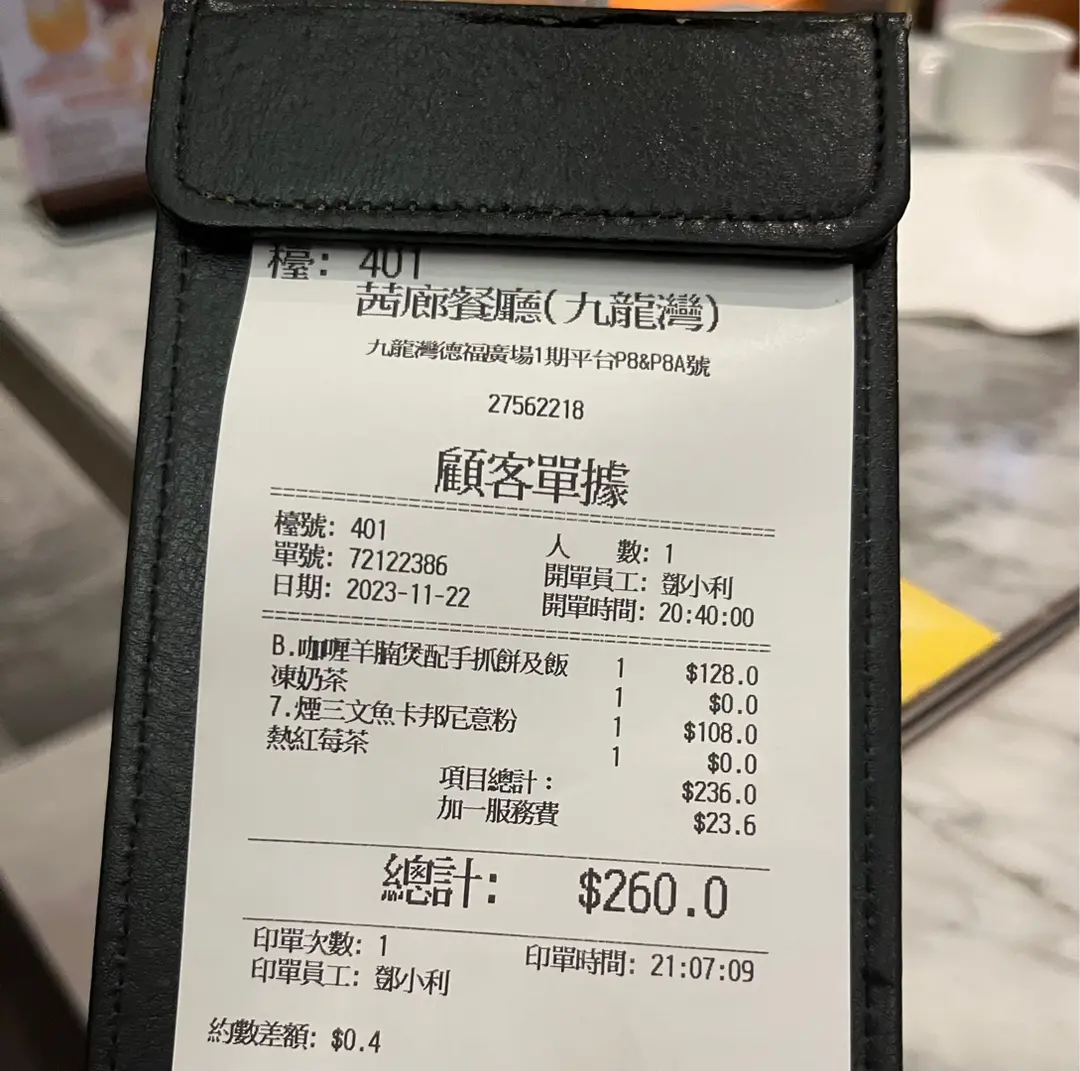 檯: 401
茜廊餐廳(九龍灣)
九龍灣德福廣場1期平台P8&P8A號
27562218
顧客單據
檯號: 401 人 數: 1
單號: 72122386 開單員工: 鄧小利
日期: 2023-11-22 開單時間: 20:40:00
B.咖喱羊腩煲配手抓餅及飯 1 $128.0
凍奶茶 1 $0.0
7.煙三文魚卡邦尼意粉 1 $108.0
熱紅莓茶 1 $0.0
項目總計: $236.0
加一服務費 $23.6
總計: $260.0
印單次數: 1 印單時間: 21:07:09
印單員工: 鄧小利
約數差額: $0.4